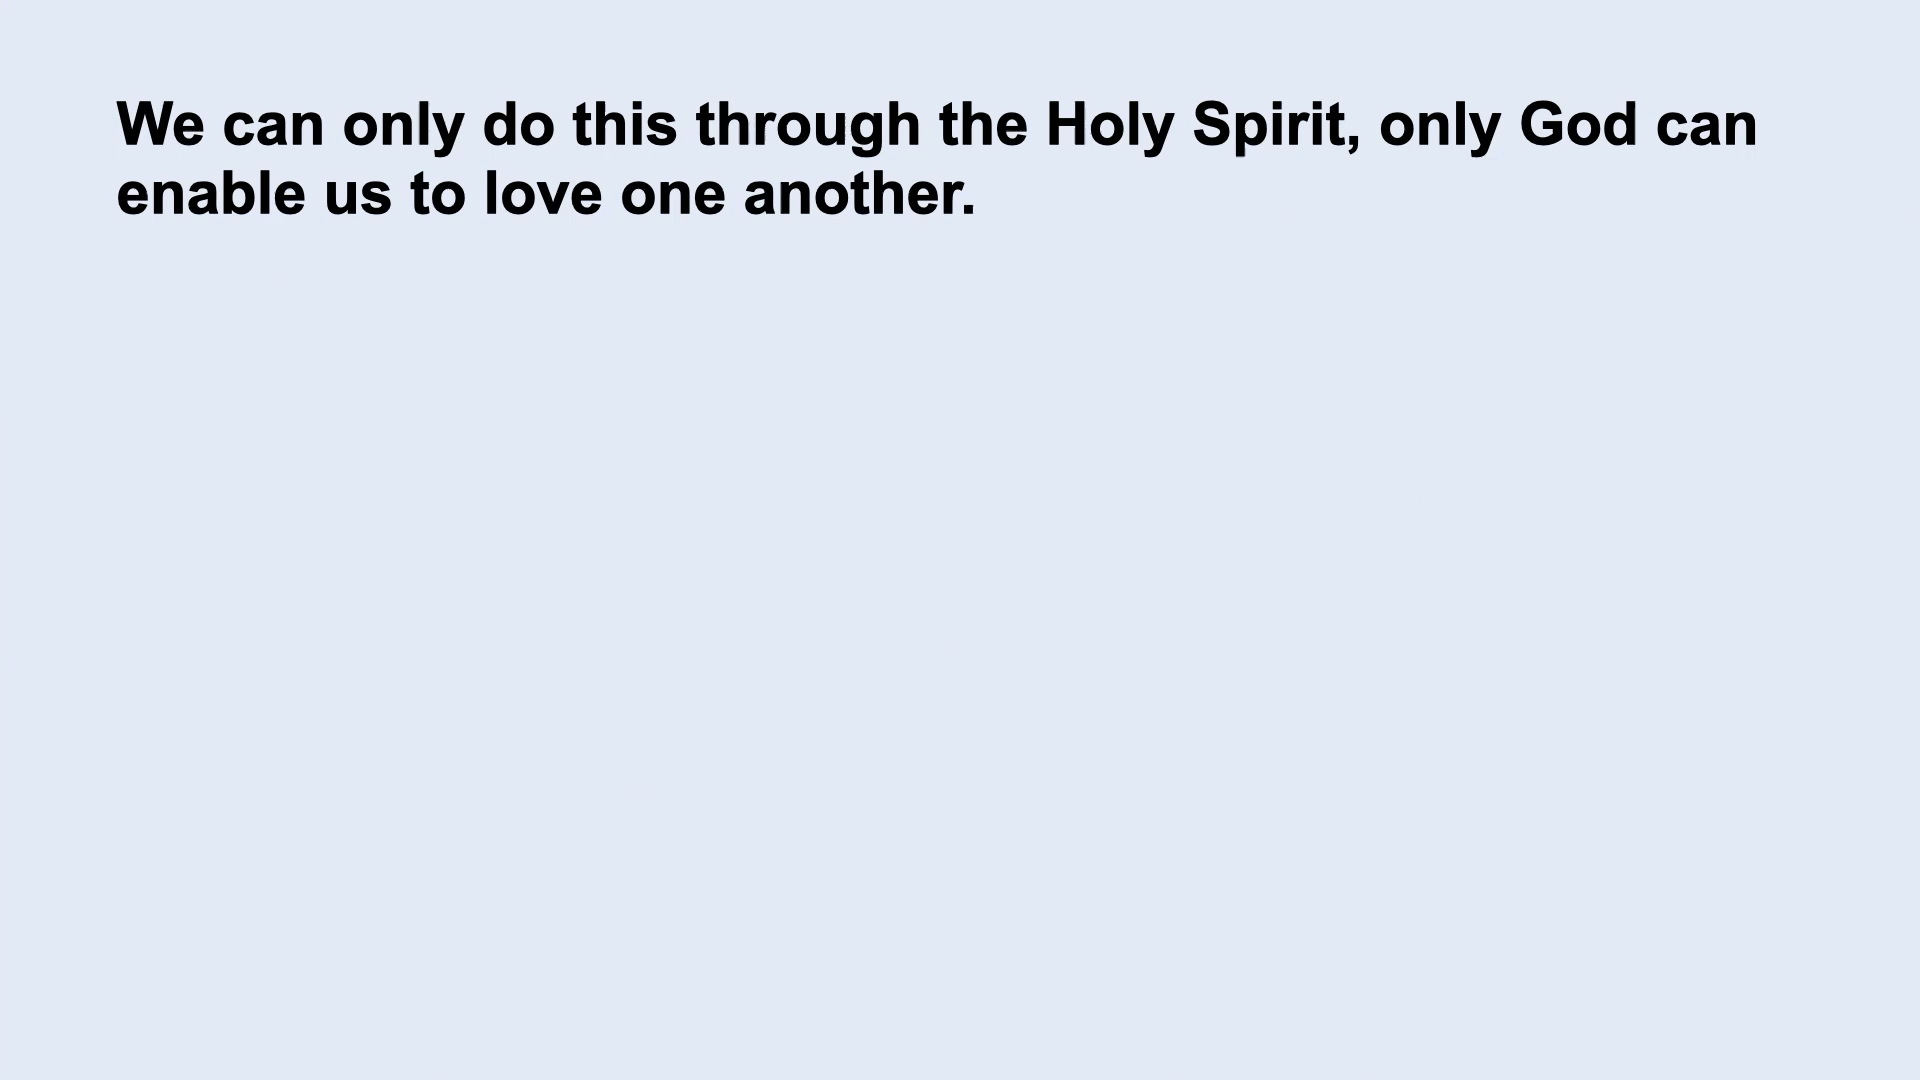 We can only do this through the Holy Spirit, only God can
enable us to love one another.